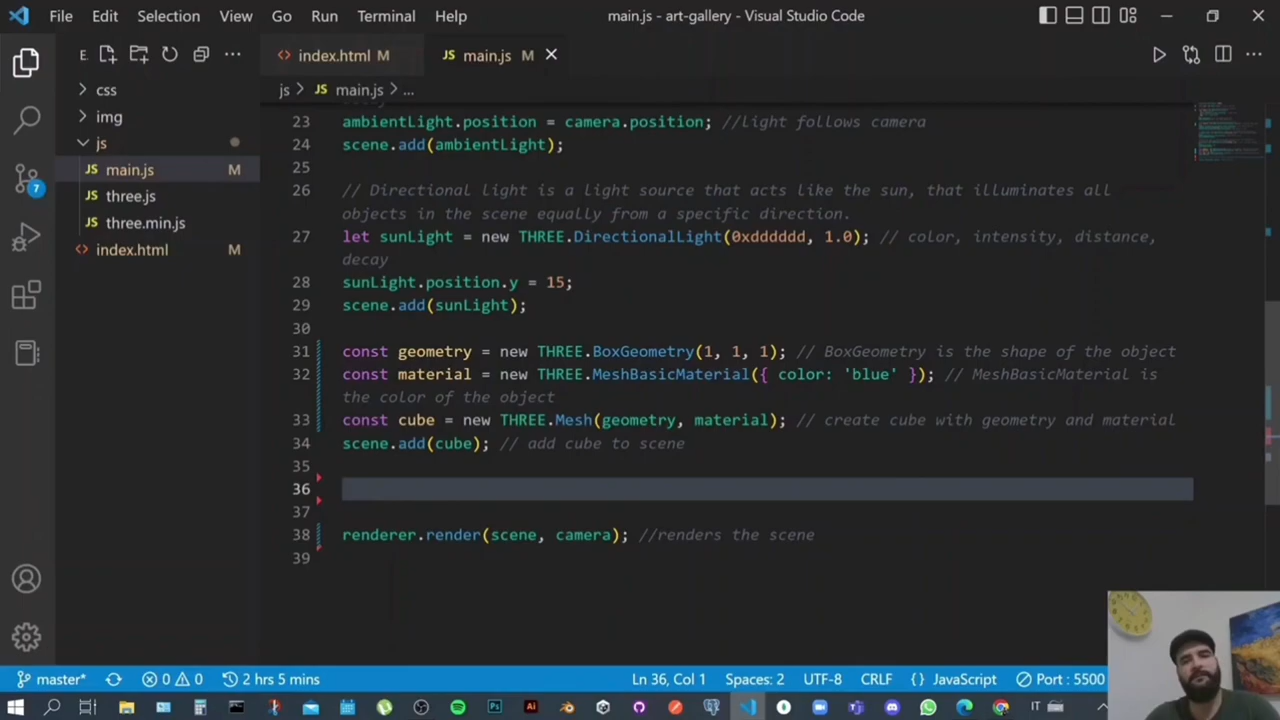 File Edit Selection View Go Run Terminal Help main.js - art-gallery - Visual Studio Code
E.
css
img
js
JS main.js M
JS three.js
JS three.min.js
<> index.html M
7
<> index.html M JS main.js M
js > JS main.js > ...
23 ambientLight.position = camera.position; //light follows camera
24 scene.add(ambientLight);
25
26 // Directional light is a light source that acts like the sun, that illuminates all
objects in the scene equally from a specific direction.
27 let sunLight = new THREE.DirectionalLight(0xdddddd, 1.0); // color, intensity, distance,
decay
28 sunLight.position.y = 15;
29 scene.add(sunLight);
30
31 const geometry = new THREE.BoxGeometry(1, 1, 1); // BoxGeometry is the shape of the object
32 const material = new THREE.MeshBasicMaterial({ color: 'blue' }); // MeshBasicMaterial is
the color of the object
33 const cube = new THREE.Mesh(geometry, material); // create cube with geometry and material
34 scene.add(cube); // add cube to scene
35
36
37
38 renderer.render(scene, camera); //renders the scene
39
master* 0 0 2 hrs 5 mins Ln 36, Col 1 Spaces: 2 UTF-8 CRLF {} JavaScript Port : 5500
Ps Ai IT